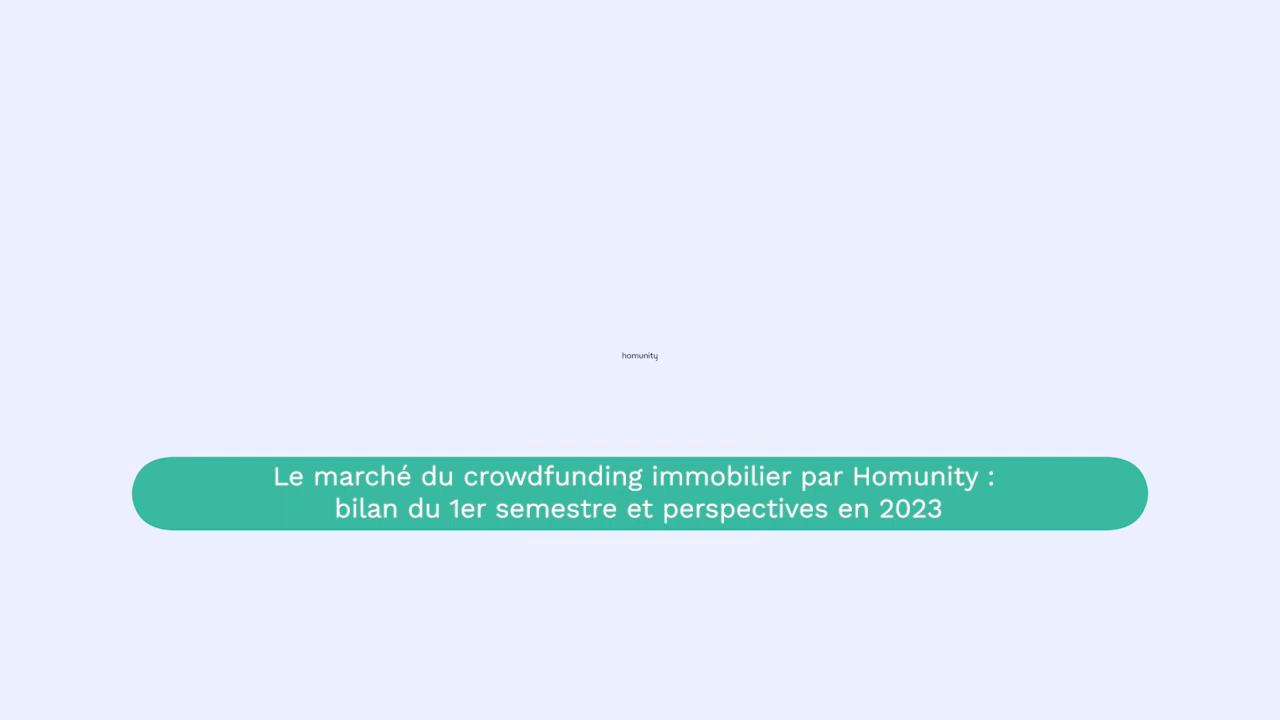 homunity
Le marché du crowdfunding immobilier par Homunity :
bilan du 1er semestre et perspectives en 2023